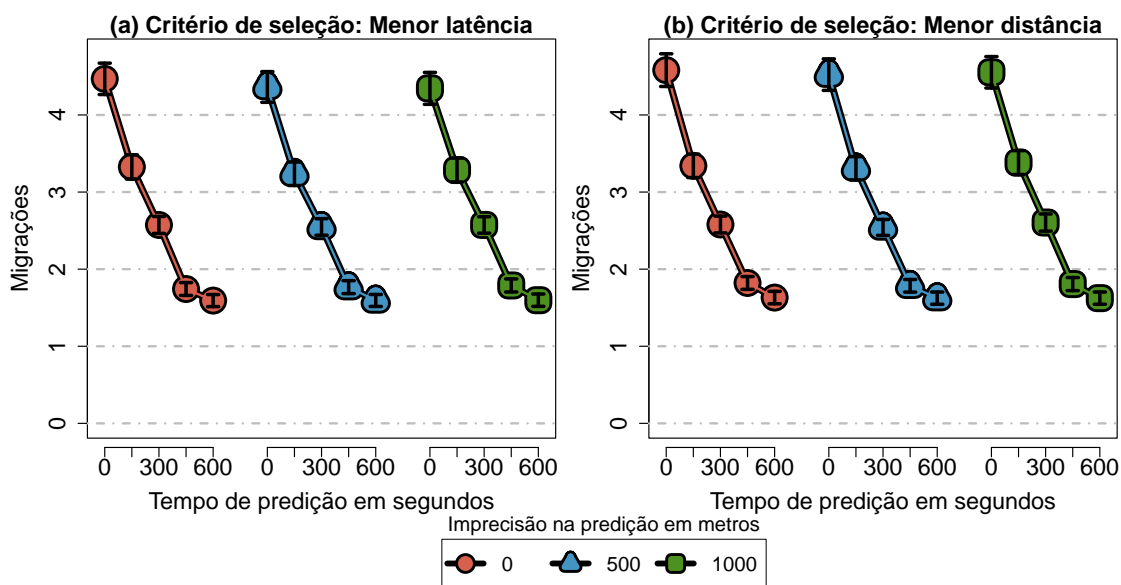 (a) Critério de seleção: Menor latência
Migrações
4
3
2
1
0
0 300 600 0 300 600 0 300 600
Tempo de predição em segundos
(b) Critério de seleção: Menor distância
Migrações
4
3
2
1
0
0 300 600 0 300 600 0 300 600
Tempo de predição em segundos
Imprecisão na predição em metros
0 500 1000